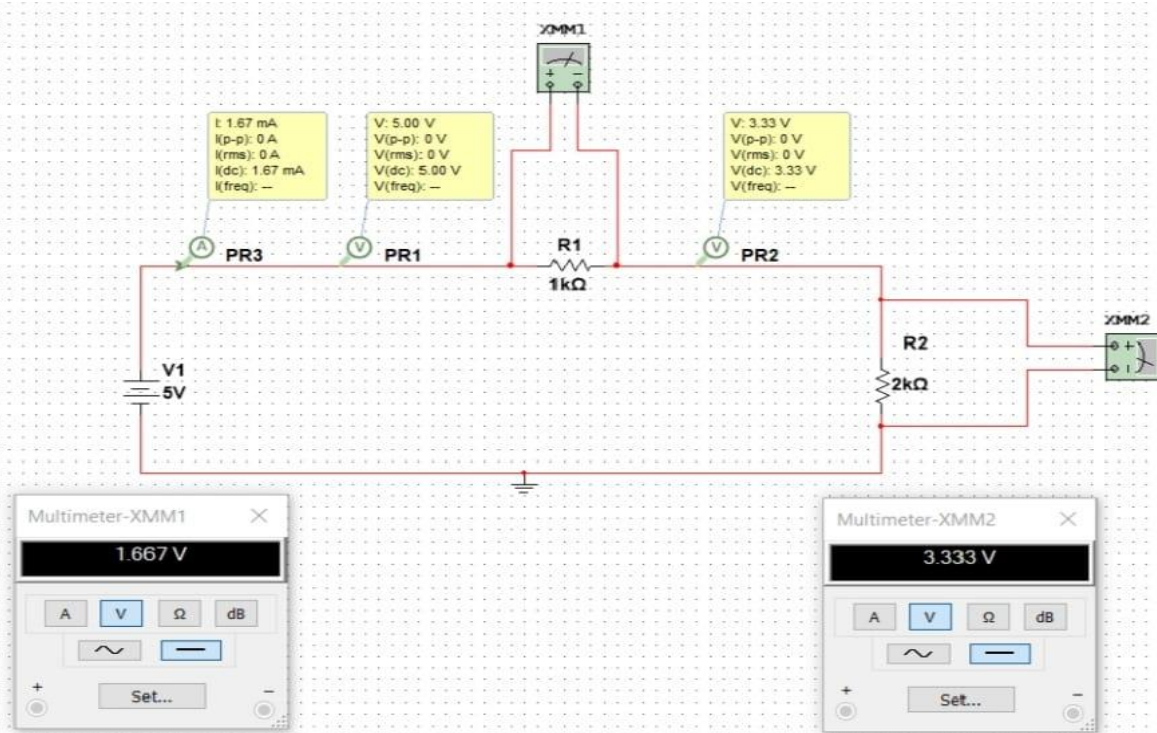 XMM1
I: 1.67 mA
I(p-p): 0 A
I(rms): 0 A
I(dc): 1.67 mA
I(freq): --
V: 5.00 V
V(p-p): 0 V
V(rms): 0 V
V(dc): 5.00 V
V(freq): --
V: 3.33 V
V(p-p): 0 V
V(rms): 0 V
V(dc): 3.33 V
V(freq): --
A
PR3
V
PR1
R1
1kΩ
V
PR2
XMM2
R2
2kΩ
V1
5V
Multimeter-XMM1
1.667 V
A V Ω dB
Set...
Multimeter-XMM2
3.333 V
A V Ω dB
Set...